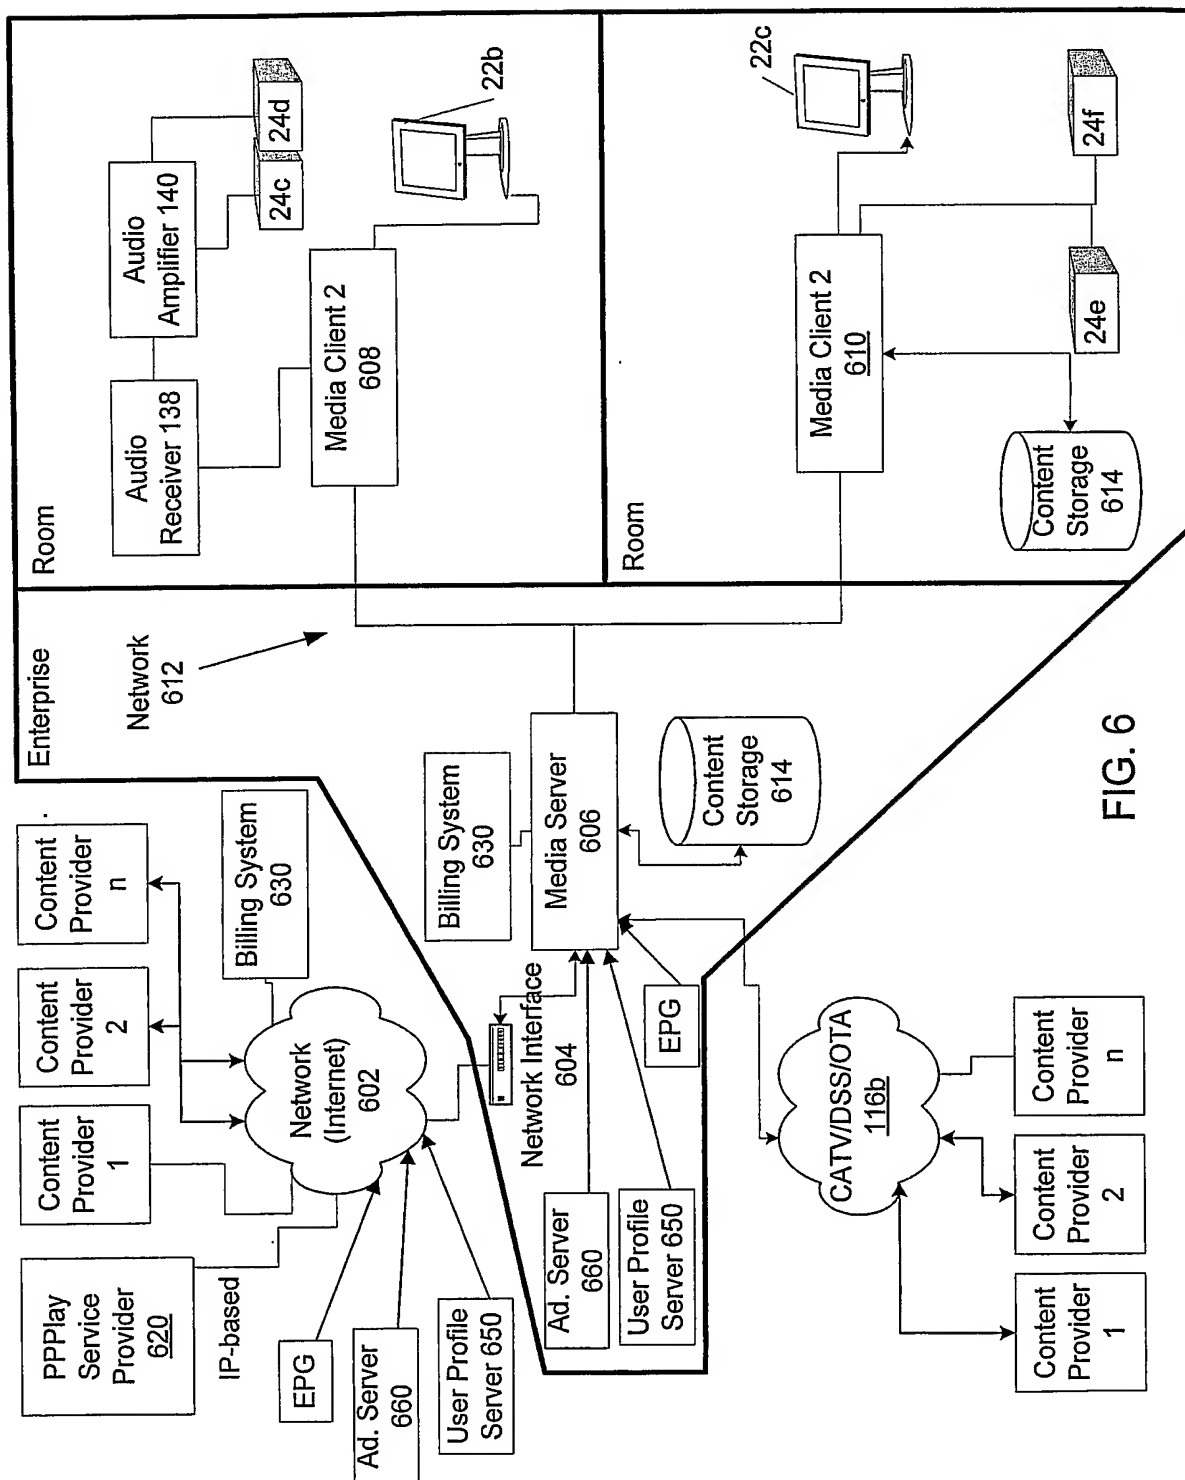 PPPlay
Service
Provider
620
IP-based
Content
Provider
1
Content
Provider
2
Content
Provider
n
Billing System
630
Network
(Internet)
602
EPG
Ad. Server
660
User Profile
Server 650
Enterprise
Network
612
Network Interface
604
Billing System
630
Media Server
606
Content
Storage
614
Ad. Server
660
User Profile
Server 650
EPG
CATV/DSS/OTA
116b
Content
Provider
1
Content
Provider
2
Content
Provider
n
Room
Audio
Receiver 138
Audio
Amplifier 140
24c
24d
Media Client 2
608
22b
Room
Media Client 2
610
22c
24e
24f
Content
Storage
614
FIG. 6